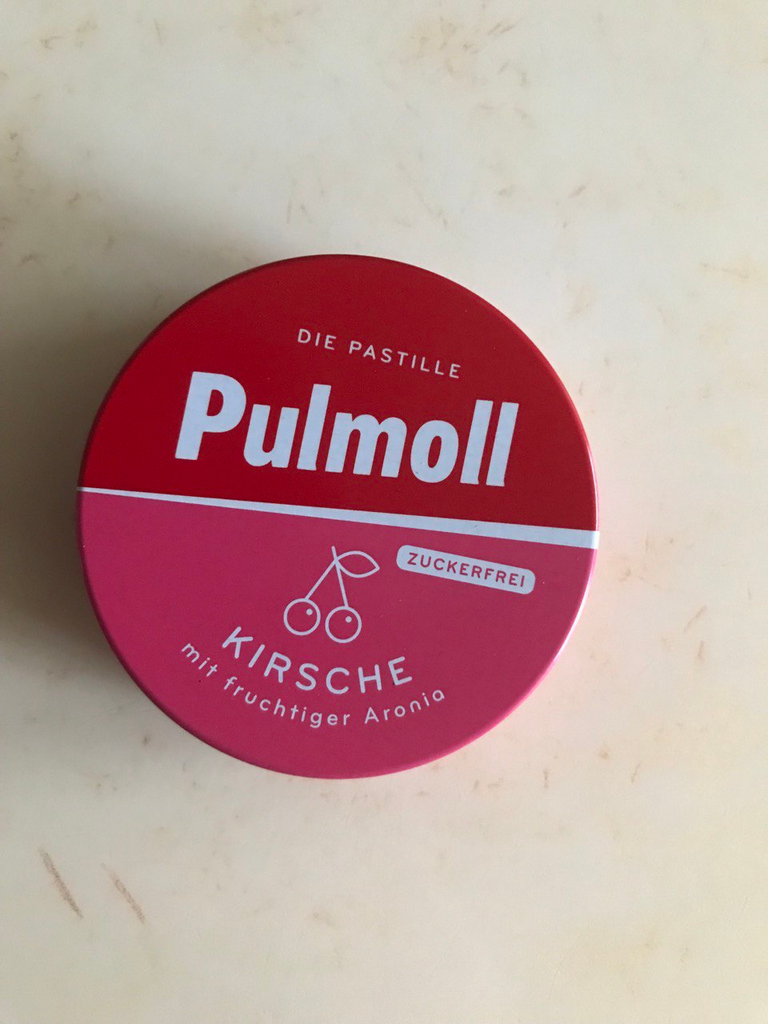 DIE PASTILLE
Pulmoll
ZUCKERFREI
KIRSCHE
mit fruchtiger Aronia